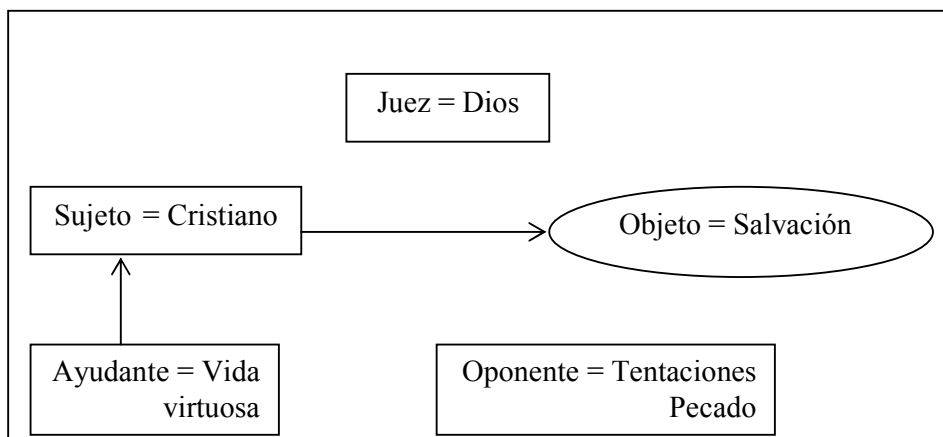 Juez = Dios
Sujeto = Cristiano
Objeto = Salvación
Ayudante = Vida
virtuosa
Oponente = Tentaciones
Pecado